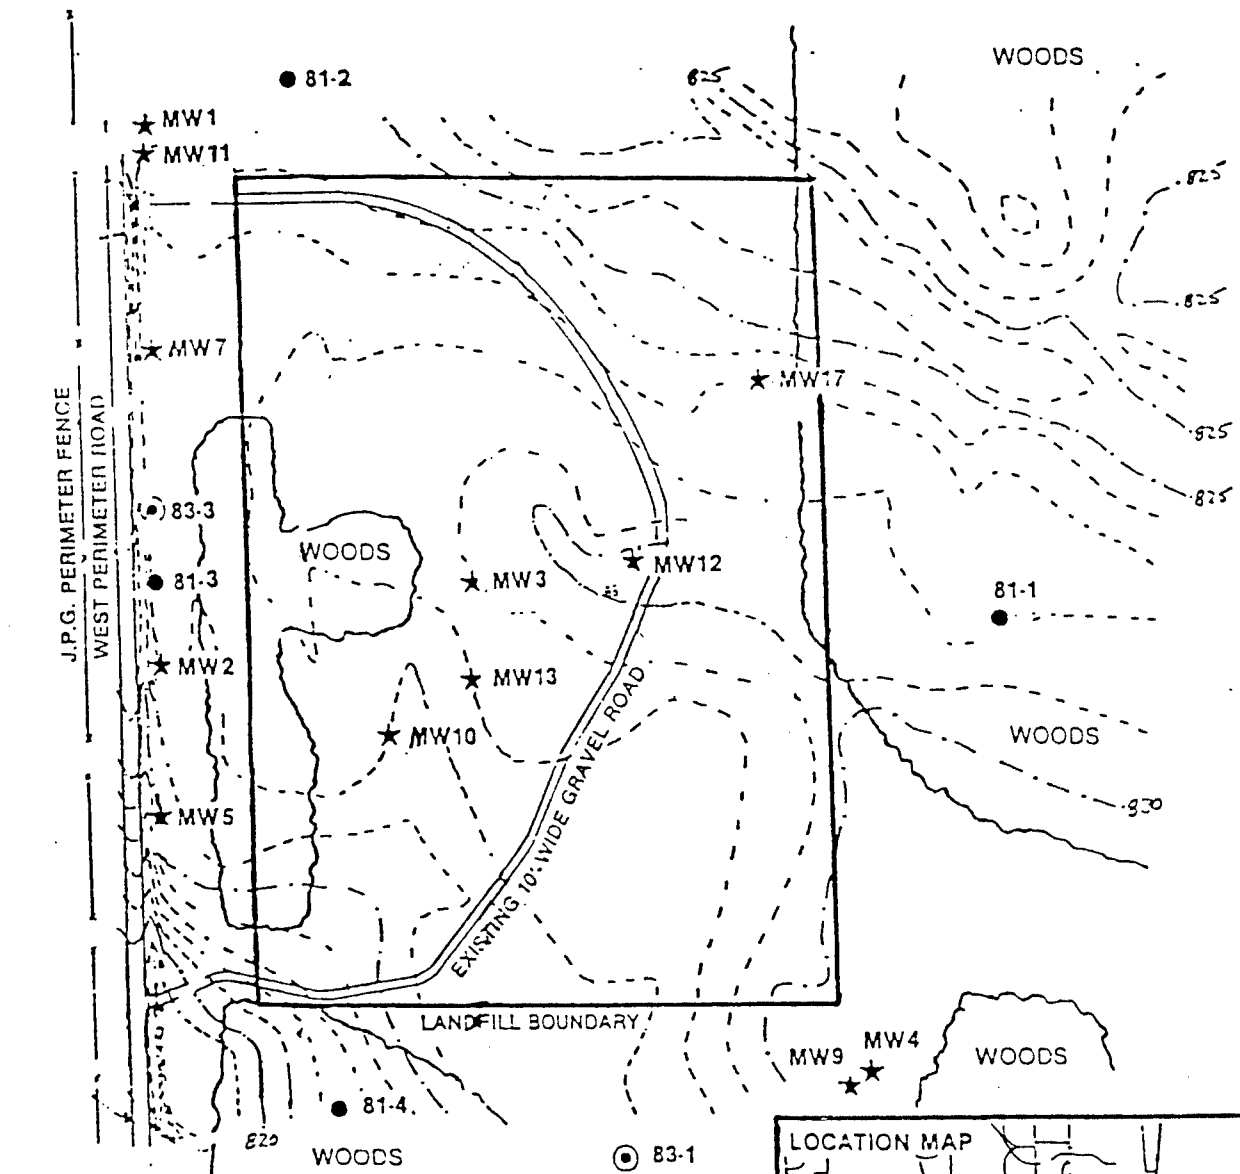 WOODS
825
81-2
MW1
MW11
825
825
MW7
MW17
825
825
J.P.G. PERIMETER FENCE
WEST PERIMETER ROAD
83-3
WOODS
81-3
MW3
MW12
81-1
MW2
MW13
MW10
WOODS
MW5
830
EXISTING 10' WIDE GRAVEL ROAD
LANDFILL BOUNDARY
MW9
MW4
WOODS
81-4
820
WOODS
83-1
LOCATION MAP